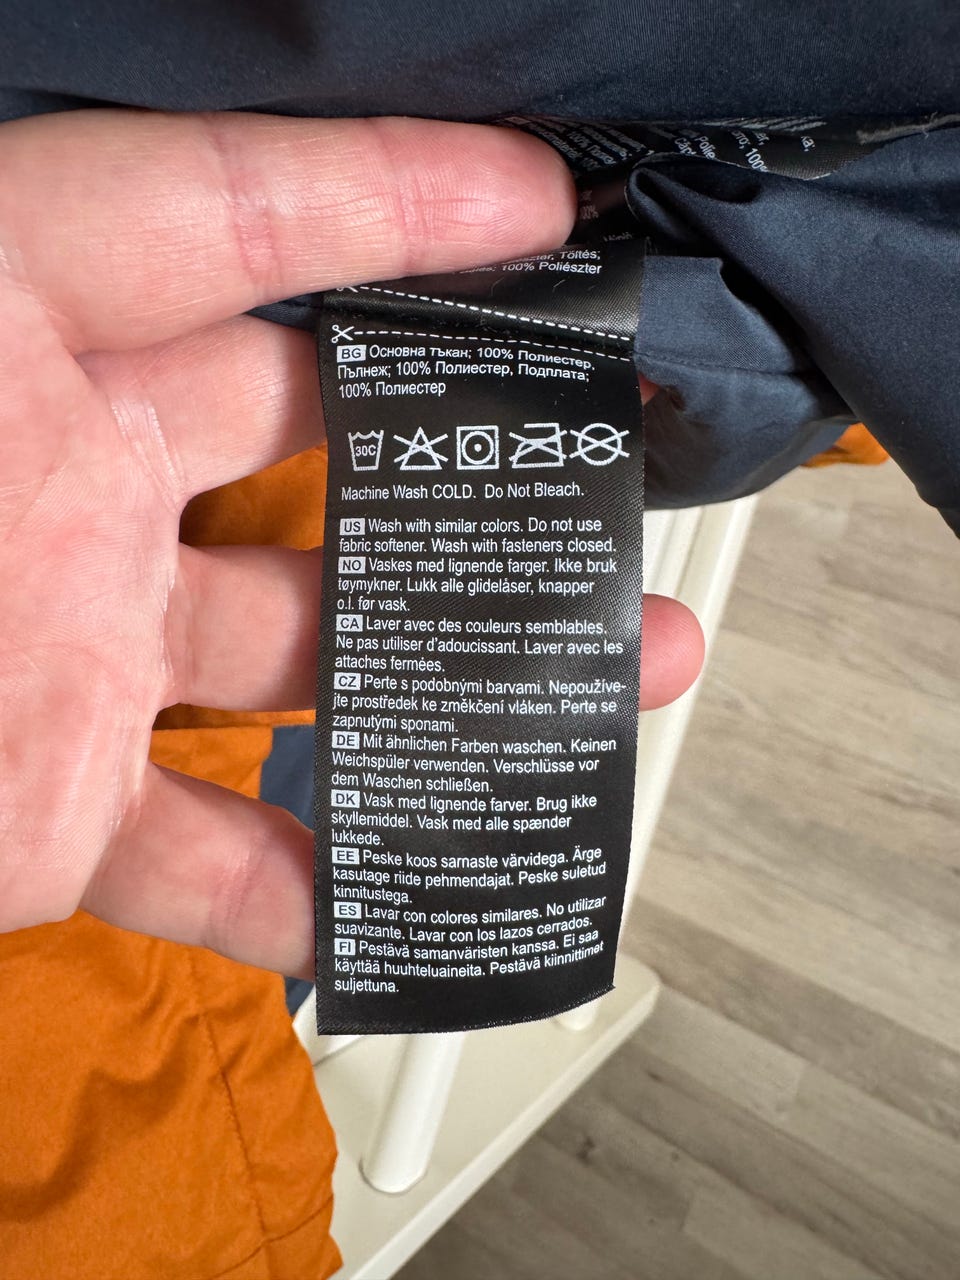 Töltés;
100% Poliészter
BG Основна тъкан; 100% Полиестер,
Пълнеж; 100% Полиестер, Подплата;
100% Полиестер
30C
Machine Wash COLD. Do Not Bleach.
US Wash with similar colors. Do not use
fabric softener. Wash with fasteners closed.
NO Vaskes med lignende farger. Ikke bruk
tøymykner. Lukk alle glidelåser, knapper
o.l. før vask.
CA Laver avec des couleurs semblables.
Ne pas utiliser d'adoucissant. Laver avec les
attaches fermées.
CZ Perte s podobnými barvami. Nepoužíve-
jte prostředek ke změkčení vláken. Perte se
zapnutými sponami.
DE Mit ähnlichen Farben waschen. Keinen
Weichspüler verwenden. Verschlüsse vor
dem Waschen schließen.
DK Vask med lignende farver. Brug ikke
skyllemiddel. Vask med alle spænder
lukkede.
EE Peske koos sarnaste värvidega. Ärge
kasutage riide pehmendajat. Peske suletud
kinnitustega.
ES Lavar con colores similares. No utilizar
suavizante. Lavar con los lazos cerrados.
FI Pestävä samanväristen kanssa. Ei saa
käyttää huuhteluaineita. Pestävä kiinnittimet
suljettuna.